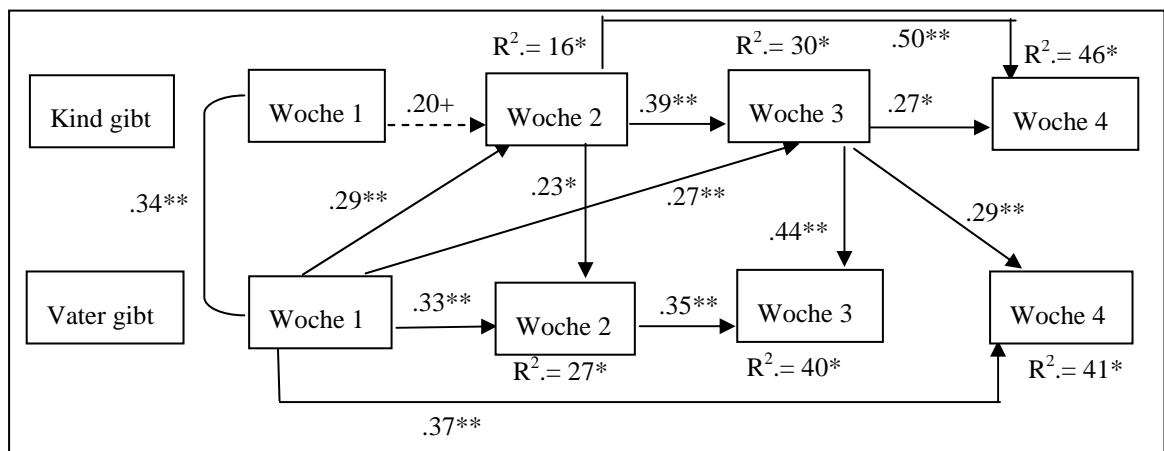 R².= 16*
R².= 30*
.50**
R².= 46*
Kind gibt
Woche 1
.20+
Woche 2
.39**
Woche 3
.27*
Woche 4
.34**
.29**
.23*
.27**
.44**
.29**
Vater gibt
Woche 1
.33**
Woche 2
.35**
Woche 3
Woche 4
R².= 27*
R².= 40*
R².= 41*
.37**